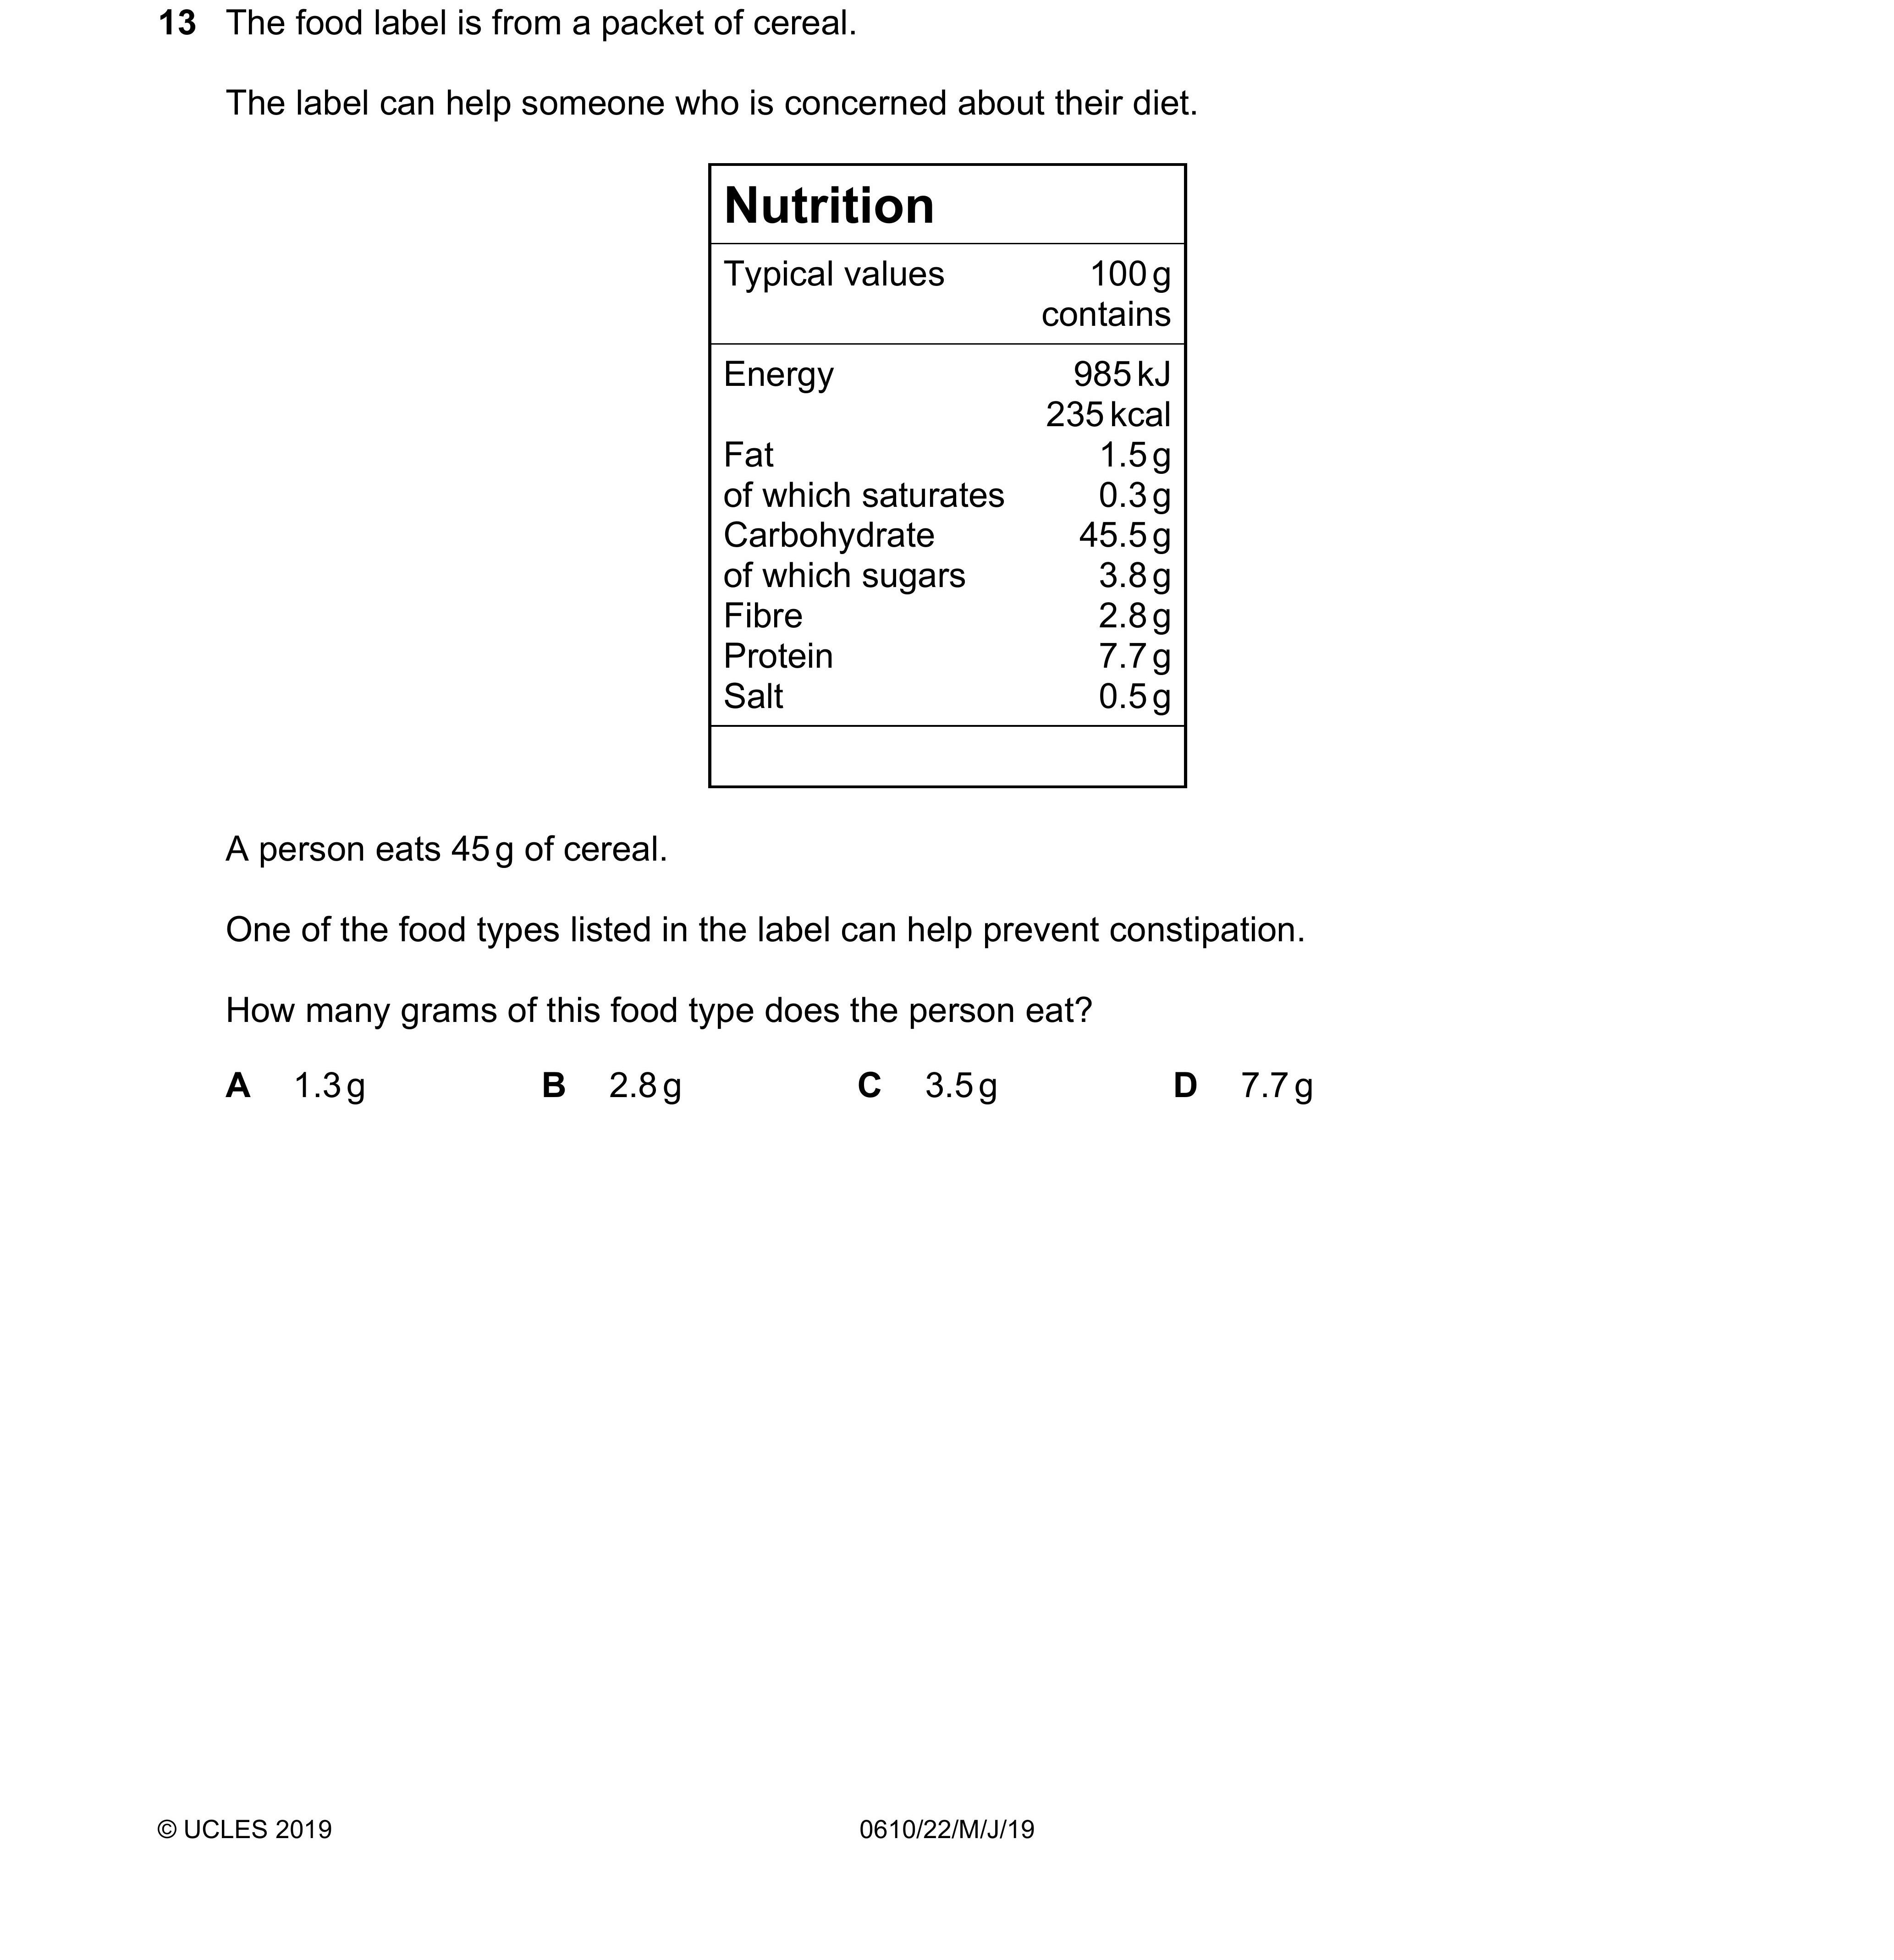 13 The food label is from a packet of cereal.
The label can help someone who is concerned about their diet.
Nutrition
Typical values 100 g
contains
Energy 985 kJ
235 kcal
Fat 1.5 g
of which saturates 0.3 g
Carbohydrate 45.5 g
of which sugars 3.8 g
Fibre 2.8 g
Protein 7.7 g
Salt 0.5 g
A person eats 45 g of cereal.
One of the food types listed in the label can help prevent constipation.
How many grams of this food type does the person eat?
A 1.3 g B 2.8 g C 3.5 g D 7.7 g
© UCLES 2019 0610/22/M/J/19